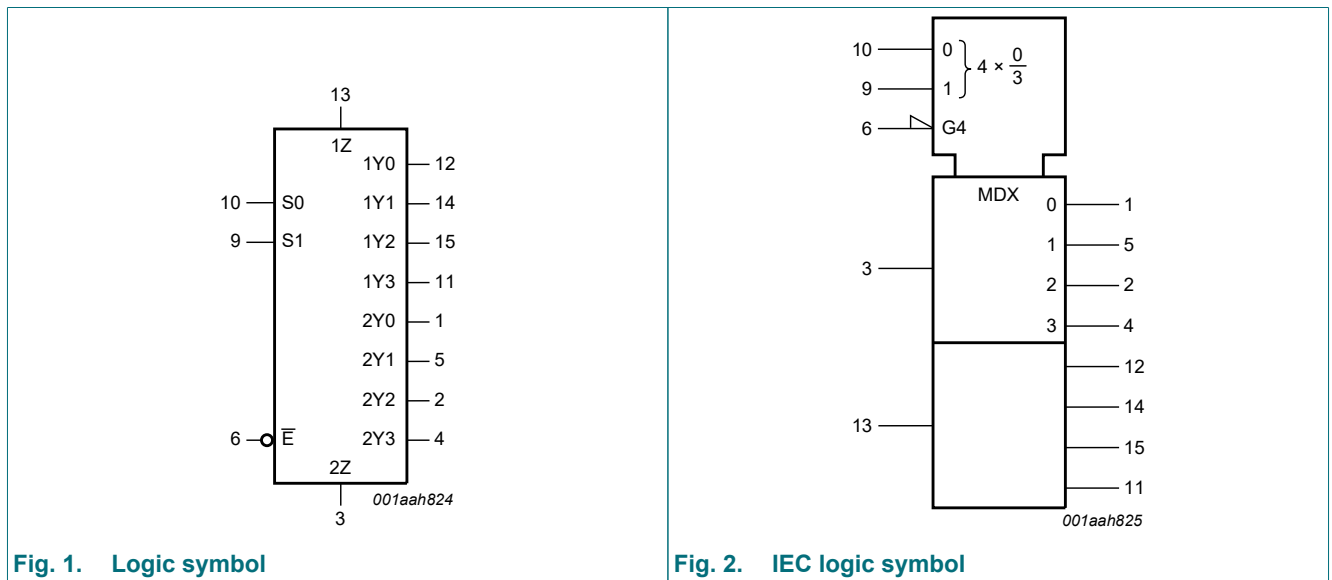 13
1Z
1Y0 12
10 S0 1Y1 14
9 S1 1Y2 15
1Y3 11
2Y0 1
2Y1 5
2Y2 2
6 E̅ 2Y3 4
2Z
3
001aah824
Fig. 1. Logic symbol
10 0
9 1
4 × 0/3
6 G4
MDX
0 1
1 5
3
2 2
3 4
12
14
13
15
11
001aah825
Fig. 2. IEC logic symbol